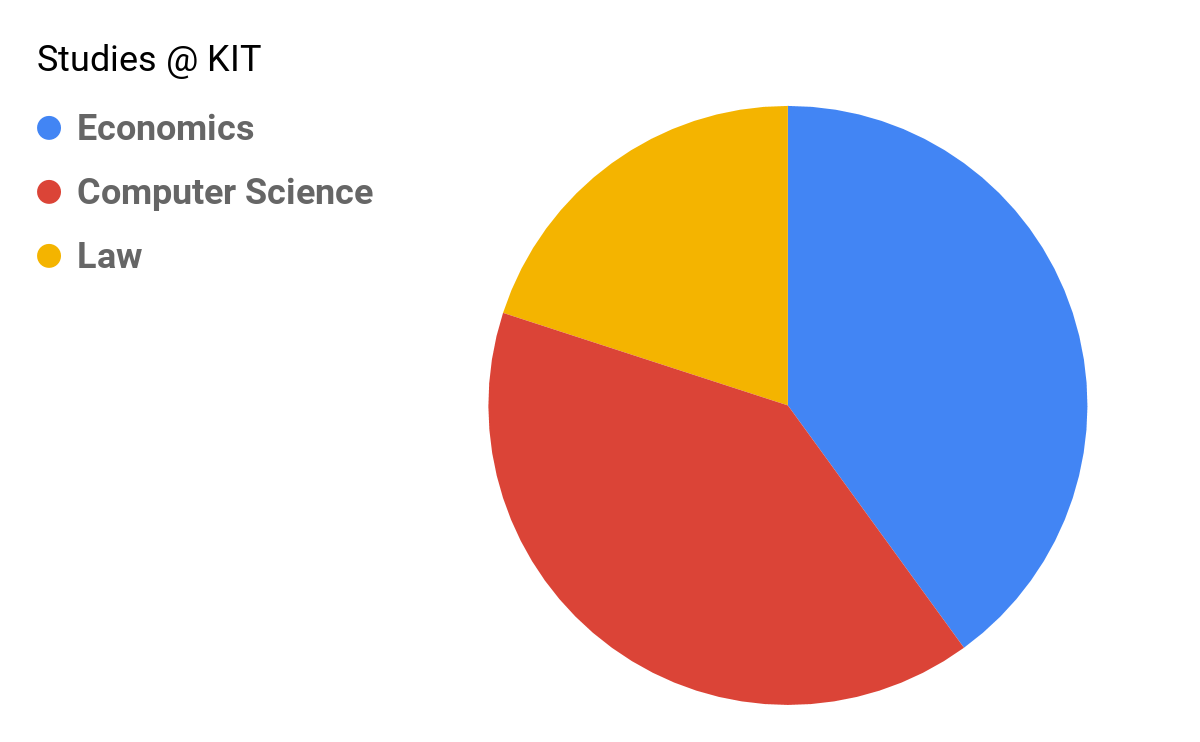 Studies @ KIT
Economics
Computer Science
Law